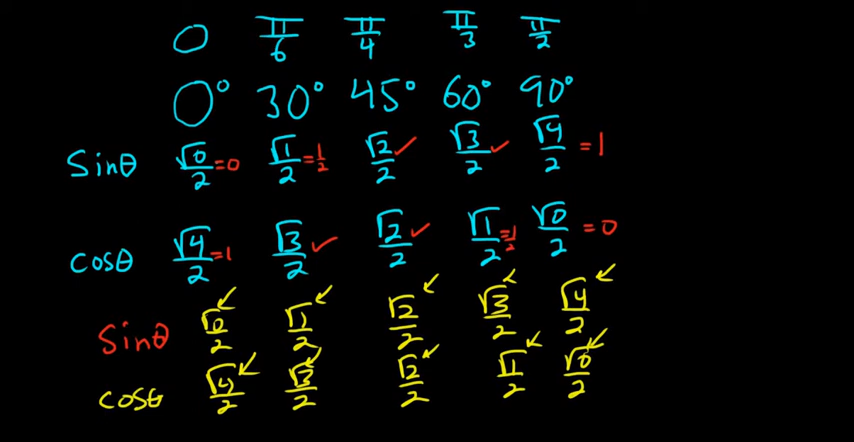 0 π/6 π/4 π/3 π/2
0° 30° 45° 60° 90°
Sinθ √0/2 =0 √1/2 =1/2 √2/2 ✓ √3/2 ✓ √4/2 =1
cosθ √4/2 =1 √3/2 ✓ √2/2 ✓ √1/2 =1/2 √0/2 =0
Sinθ √0/2 √1/2 √2/2 √3/2 √4/2
cosθ √4/2 √3/2 √2/2 √1/2 √0/2